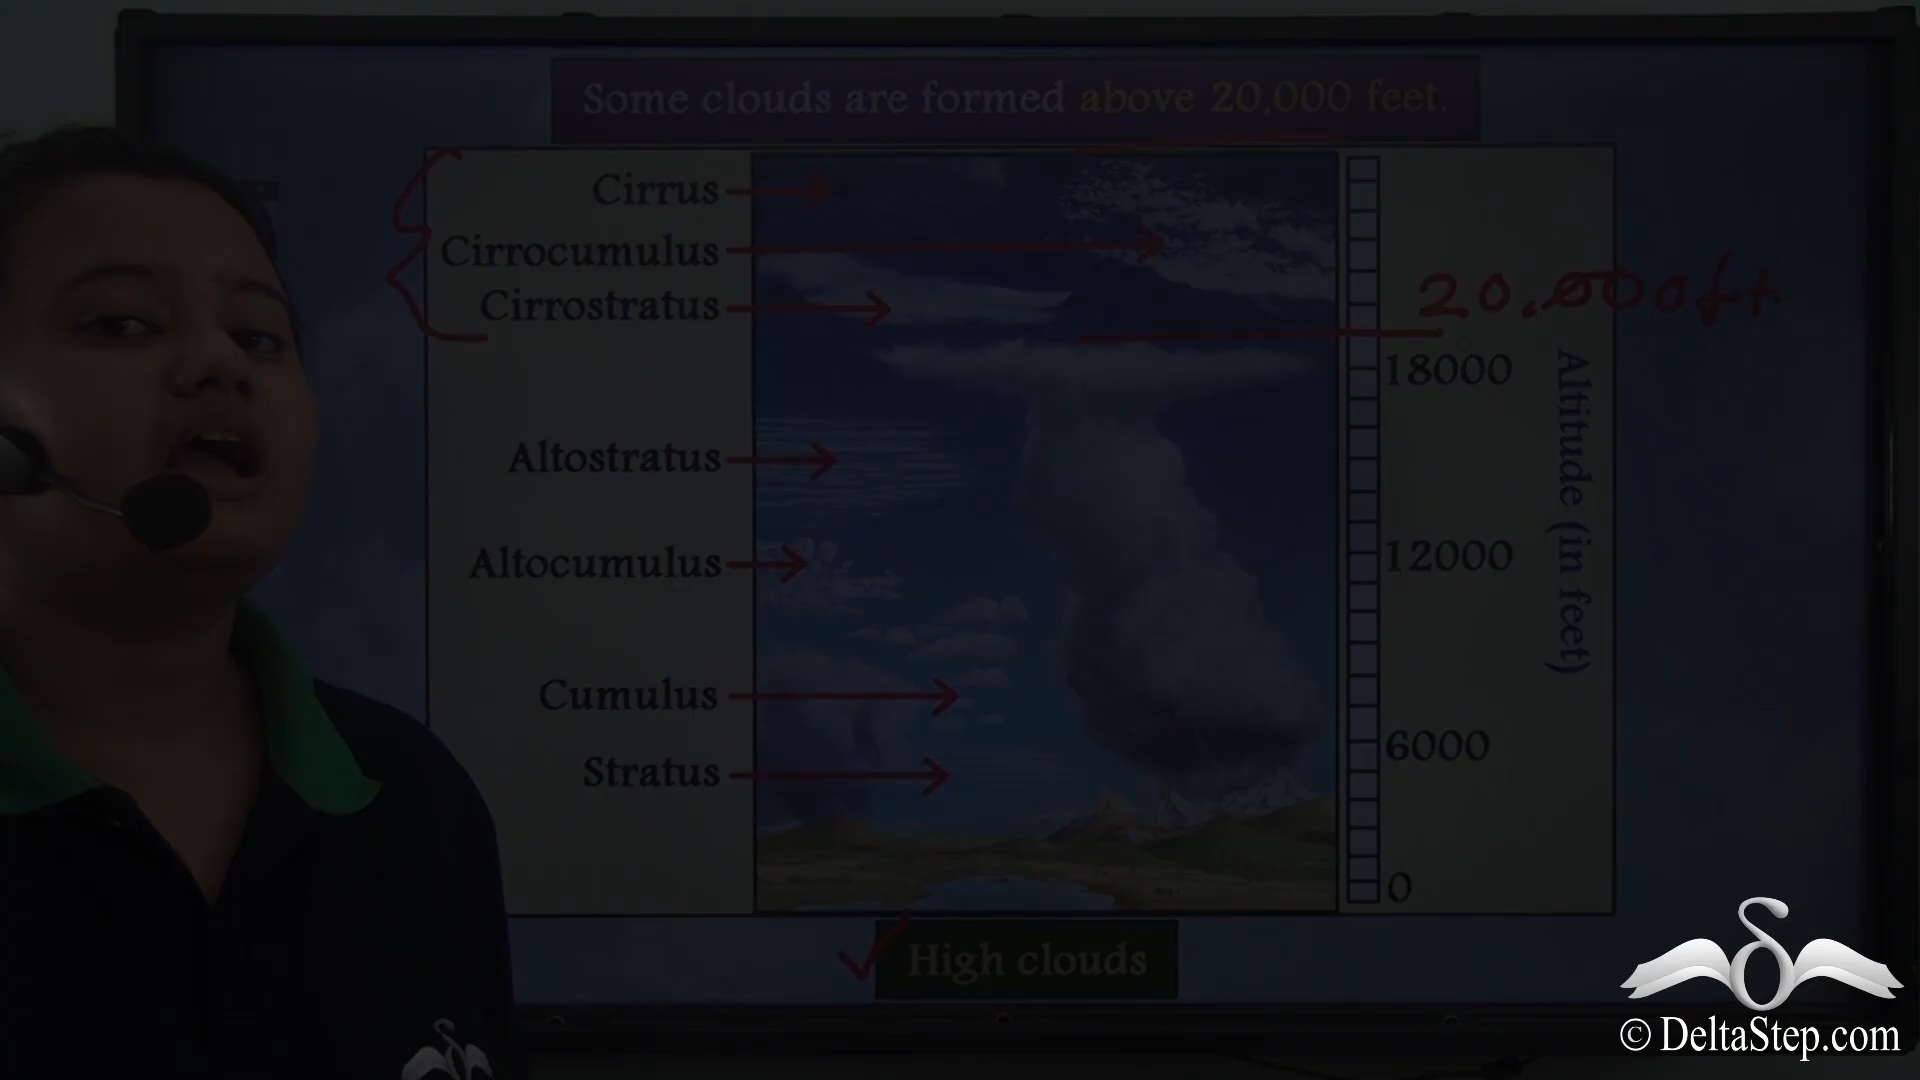 Some clouds are formed above 20,000 feet.
Cirrus
Cirrocumulus
Cirrostratus
20,000ft
18000
Altostratus
12000
Altocumulus
Altitude (in feet)
Cumulus
6000
Stratus
0
High clouds
© DeltaStep.com